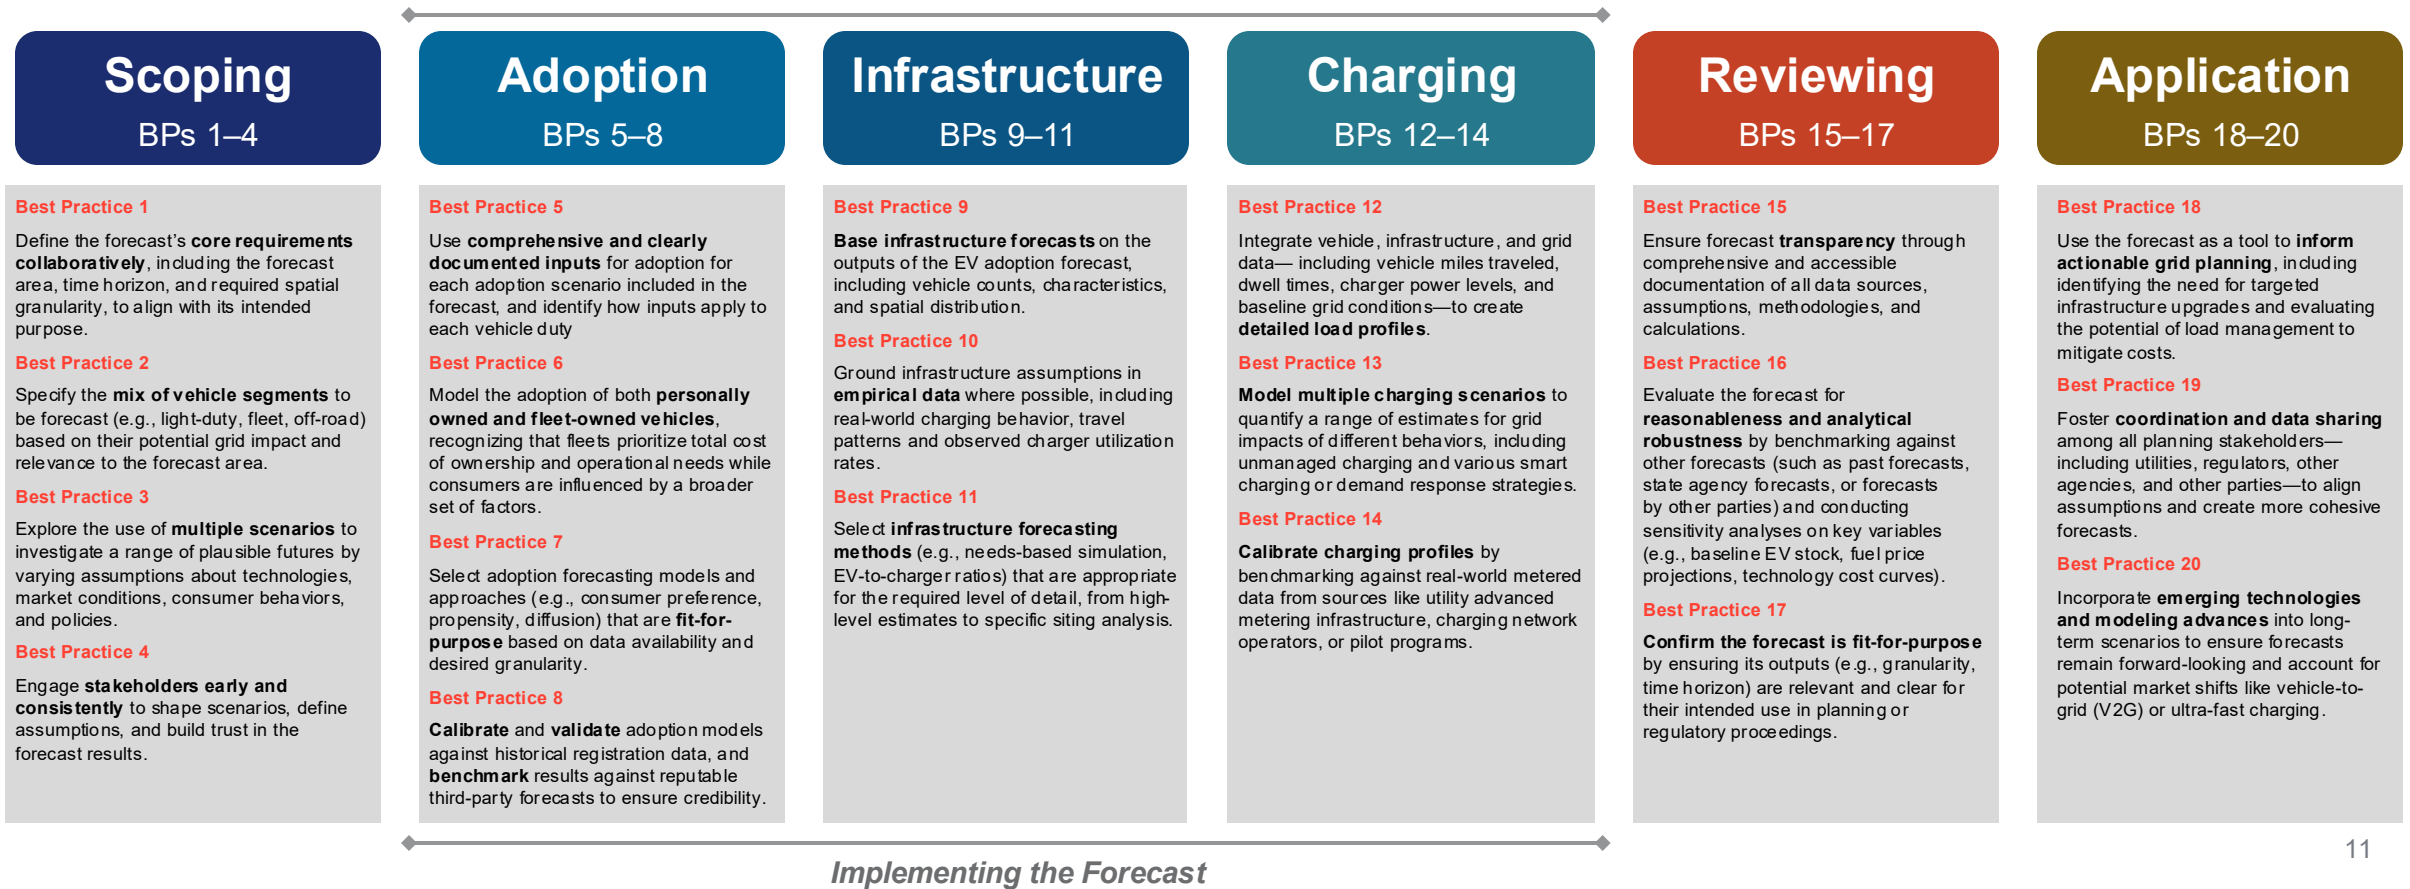 Scoping
BPs 1–4
Best Practice 1
Define the forecast's core requirements
collaboratively, including the forecast
area, time horizon, and required spatial
granularity, to align with its intended
purpose.
Best Practice 2
Specify the mix of vehicle segments to
be forecast (e.g., light-duty, fleet, off-road)
based on their potential grid impact and
relevance to the forecast area.
Best Practice 3
Explore the use of multiple scenarios to
investigate a range of plausible futures by
varying assumptions about technologies,
market conditions, consumer behaviors,
and policies.
Best Practice 4
Engage stakeholders early and
consistently to shape scenarios, define
assumptions, and build trust in the
forecast results.
Adoption
BPs 5–8
Best Practice 5
Use comprehensive and clearly
documented inputs for adoption for
each adoption scenario included in the
forecast, and identify how inputs apply to
each vehicle duty
Best Practice 6
Model the adoption of both personally
owned and fleet-owned vehicles,
recognizing that fleets prioritize total cost
of ownership and operational needs while
consumers are influenced by a broader
set of factors.
Best Practice 7
Select adoption forecasting models and
approaches (e.g., consumer preference,
propensity, diffusion) that are fit-for-
purpose based on data availability and
desired granularity.
Best Practice 8
Calibrate and validate adoption models
against historical registration data, and
benchmark results against reputable
third-party forecasts to ensure credibility.
Infrastructure
BPs 9–11
Best Practice 9
Base infrastructure forecasts on the
outputs of the EV adoption forecast,
including vehicle counts, characteristics,
and spatial distribution.
Best Practice 10
Ground infrastructure assumptions in
empirical data where possible, including
real-world charging behavior, travel
patterns and observed charger utilization
rates.
Best Practice 11
Select infrastructure forecasting
methods (e.g., needs-based simulation,
EV-to-charger ratios) that are appropriate
for the required level of detail, from high-
level estimates to specific siting analysis.
Charging
BPs 12–14
Best Practice 12
Integrate vehicle, infrastructure, and grid
data— including vehicle miles traveled,
dwell times, charger power levels, and
baseline grid conditions—to create
detailed load profiles.
Best Practice 13
Model multiple charging scenarios to
quantify a range of estimates for grid
impacts of different behaviors, including
unmanaged charging and various smart
charging or demand response strategies.
Best Practice 14
Calibrate charging profiles by
benchmarking against real-world metered
data from sources like utility advanced
metering infrastructure, charging network
operators, or pilot programs.
Reviewing
BPs 15–17
Best Practice 15
Ensure forecast transparency through
comprehensive and accessible
documentation of all data sources,
assumptions, methodologies, and
calculations.
Best Practice 16
Evaluate the forecast for
reasonableness and analytical
robustness by benchmarking against
other forecasts (such as past forecasts,
state agency forecasts, or forecasts
by other parties) and conducting
sensitivity analyses on key variables
(e.g., baseline EV stock, fuel price
projections, technology cost curves).
Best Practice 17
Confirm the forecast is fit-for-purpose
by ensuring its outputs (e.g., granularity,
time horizon) are relevant and clear for
their intended use in planning or
regulatory proceedings.
Application
BPs 18–20
Best Practice 18
Use the forecast as a tool to inform
actionable grid planning, including
identifying the need for targeted
infrastructure upgrades and evaluating
the potential of load management to
mitigate costs.
Best Practice 19
Foster coordination and data sharing
among all planning stakeholders—
including utilities, regulators, other
agencies, and other parties—to align
assumptions and create more cohesive
forecasts.
Best Practice 20
Incorporate emerging technologies
and modeling advances into long-
term scenarios to ensure forecasts
remain forward-looking and account for
potential market shifts like vehicle-to-
grid (V2G) or ultra-fast charging.
Implementing the Forecast
11